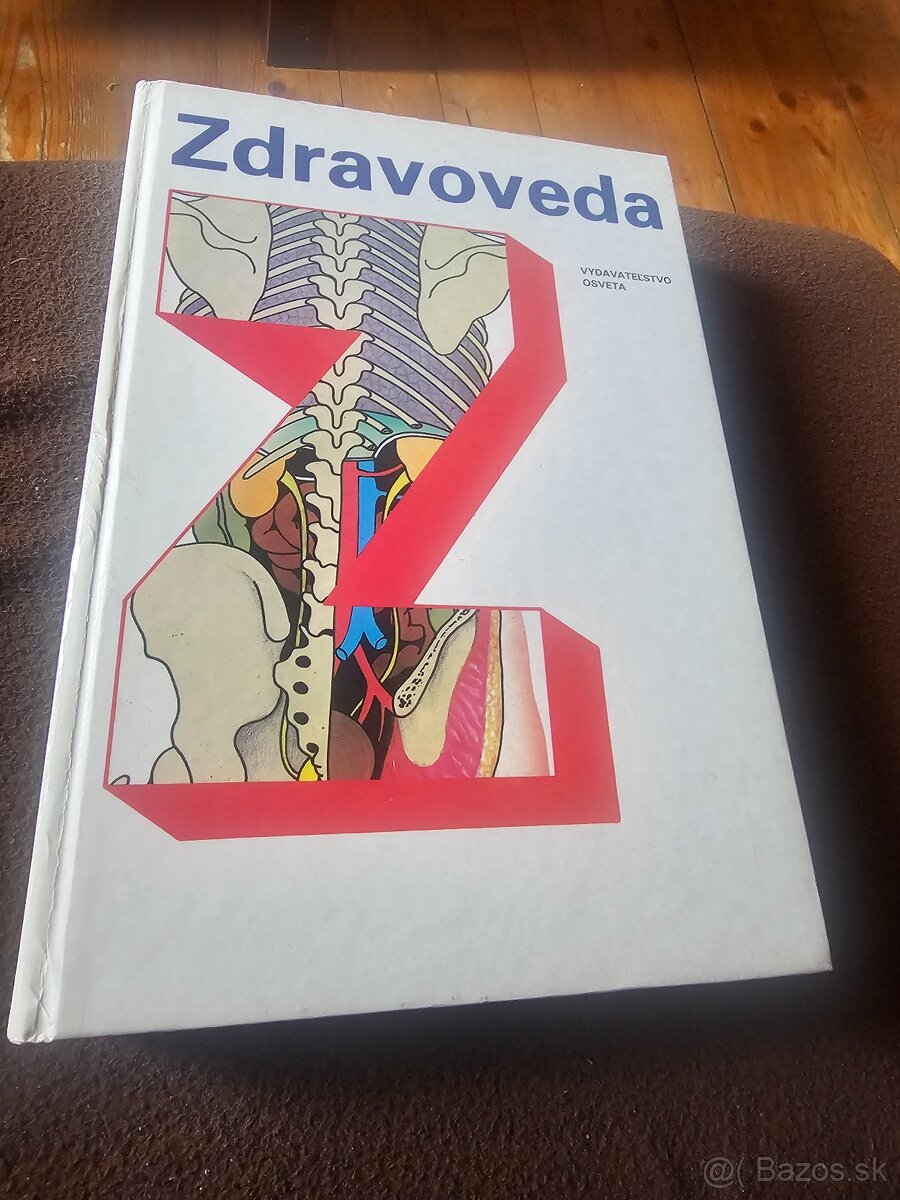 Zdravoveda
VYDAVATEĽSTVO
OSVETA
@( Bazos.sk